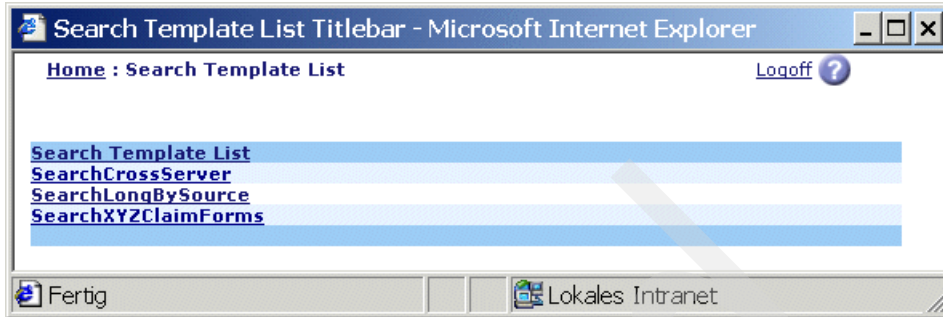 Search Template List Titlebar - Microsoft Internet Explorer
Home : Search Template List Logoff ?
Search Template List
SearchCrossServer
SearchLongBySource
SearchXYZClaimForms
Fertig Lokales Intranet